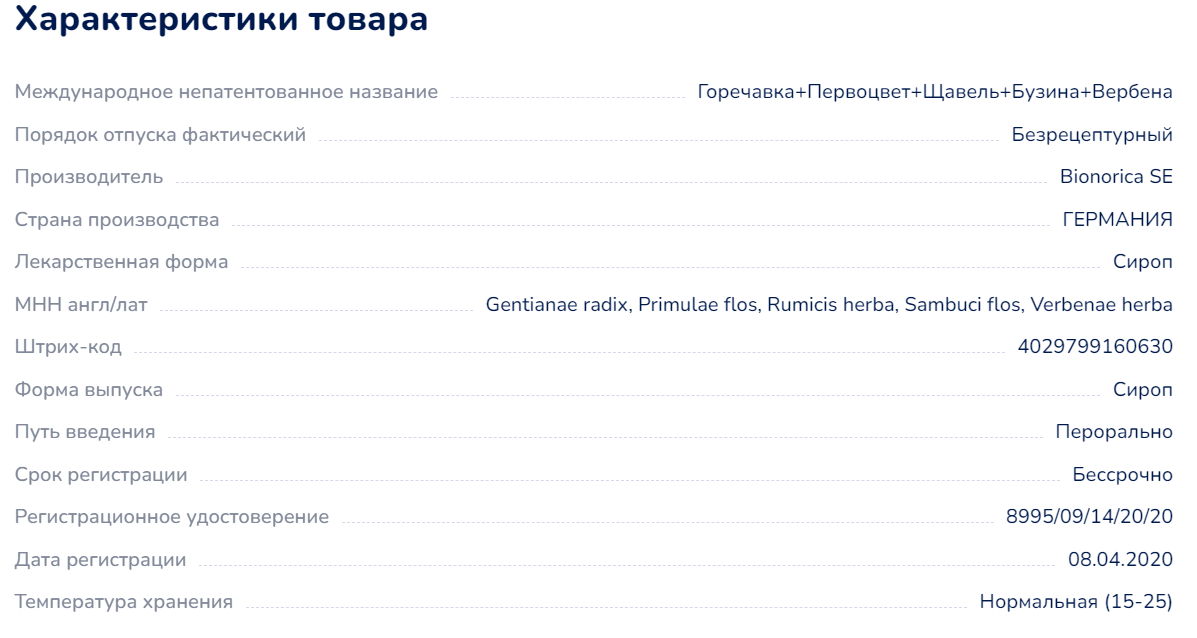 Характеристики товара
Международное непатентованное название Горечавка+Первоцвет+Щавель+Бузина+Вербена
Порядок отпуска фактический Безрецептурный
Производитель Bionorica SE
Страна производства ГЕРМАНИЯ
Лекарственная форма Сироп
МНН англ/лат Gentianae radix, Primulae flos, Rumicis herba, Sambuci flos, Verbenae herba
Штрих-код 4029799160630
Форма выпуска Сироп
Путь введения Перорально
Срок регистрации Бессрочно
Регистрационное удостоверение 8995/09/14/20/20
Дата регистрации 08.04.2020
Температура хранения Нормальная (15-25)